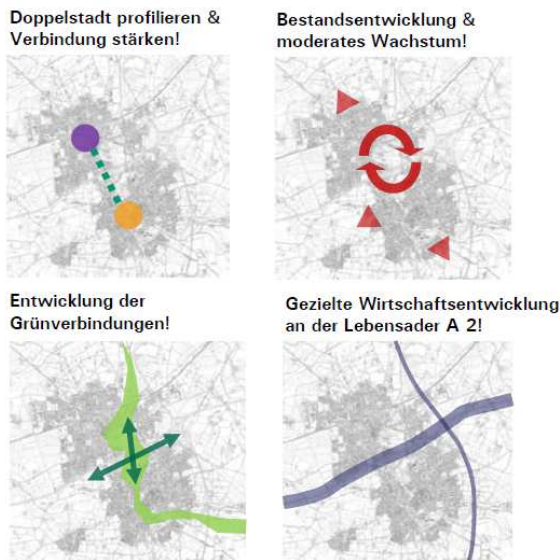 Doppelstadt profilieren &
Verbindung stärken!
Bestandsentwicklung &
moderates Wachstum!
Entwicklung der
Grünverbindungen!
Gezielte Wirtschaftsentwicklung
an der Lebensader A 2!